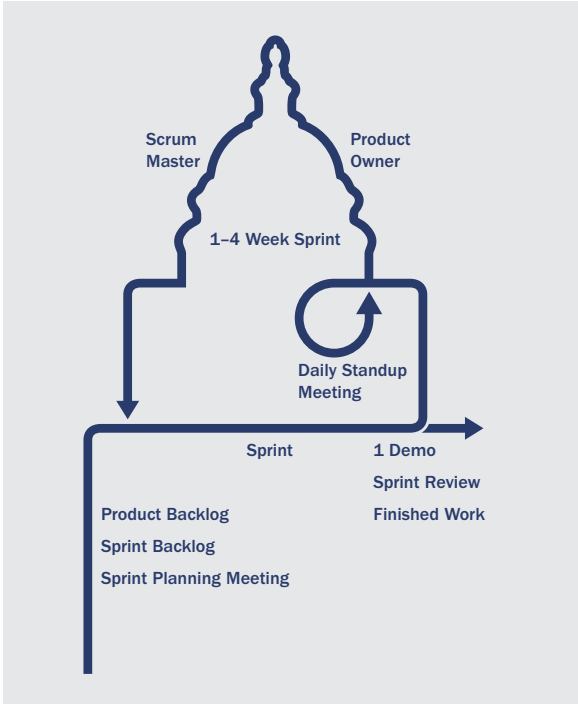 Scrum
Master
Product
Owner
1–4 Week Sprint
Daily Standup
Meeting
Sprint
1 Demo
Sprint Review
Finished Work
Product Backlog
Sprint Backlog
Sprint Planning Meeting